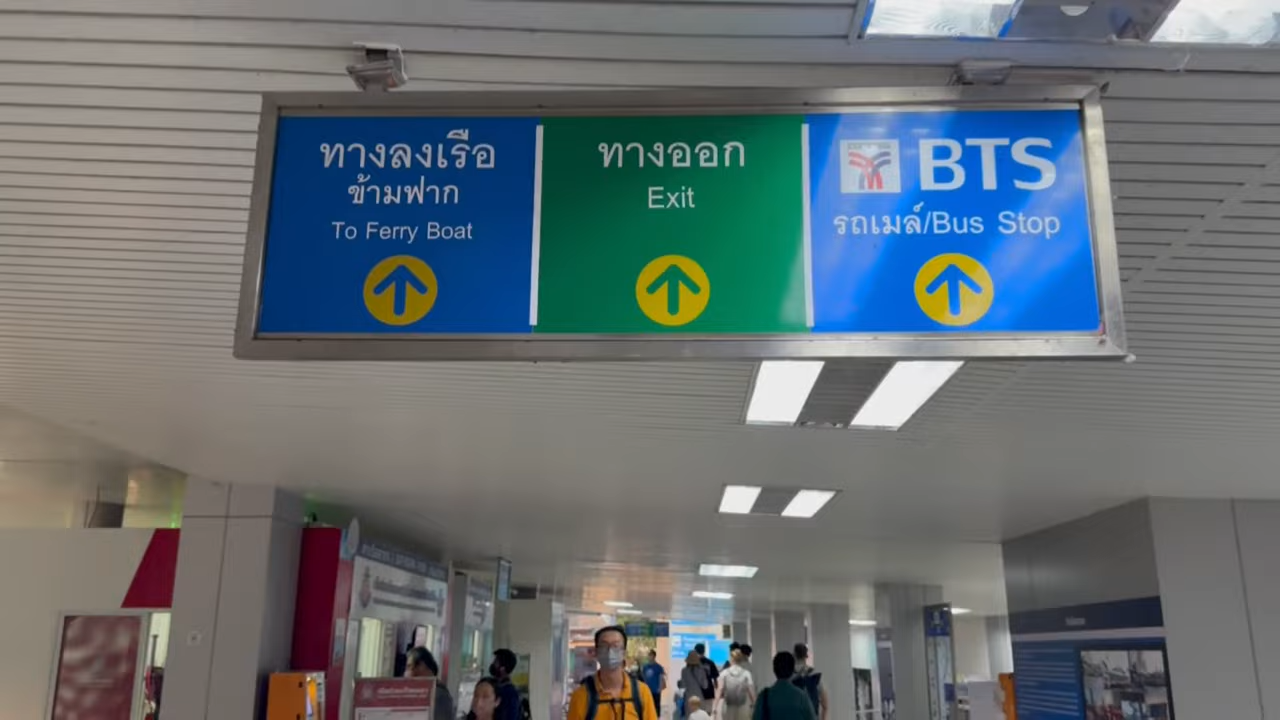 ทางลงเรือ
ข้ามฟาก
To Ferry Boat
ทางออก
Exit
BTS
รถเมล์/Bus Stop